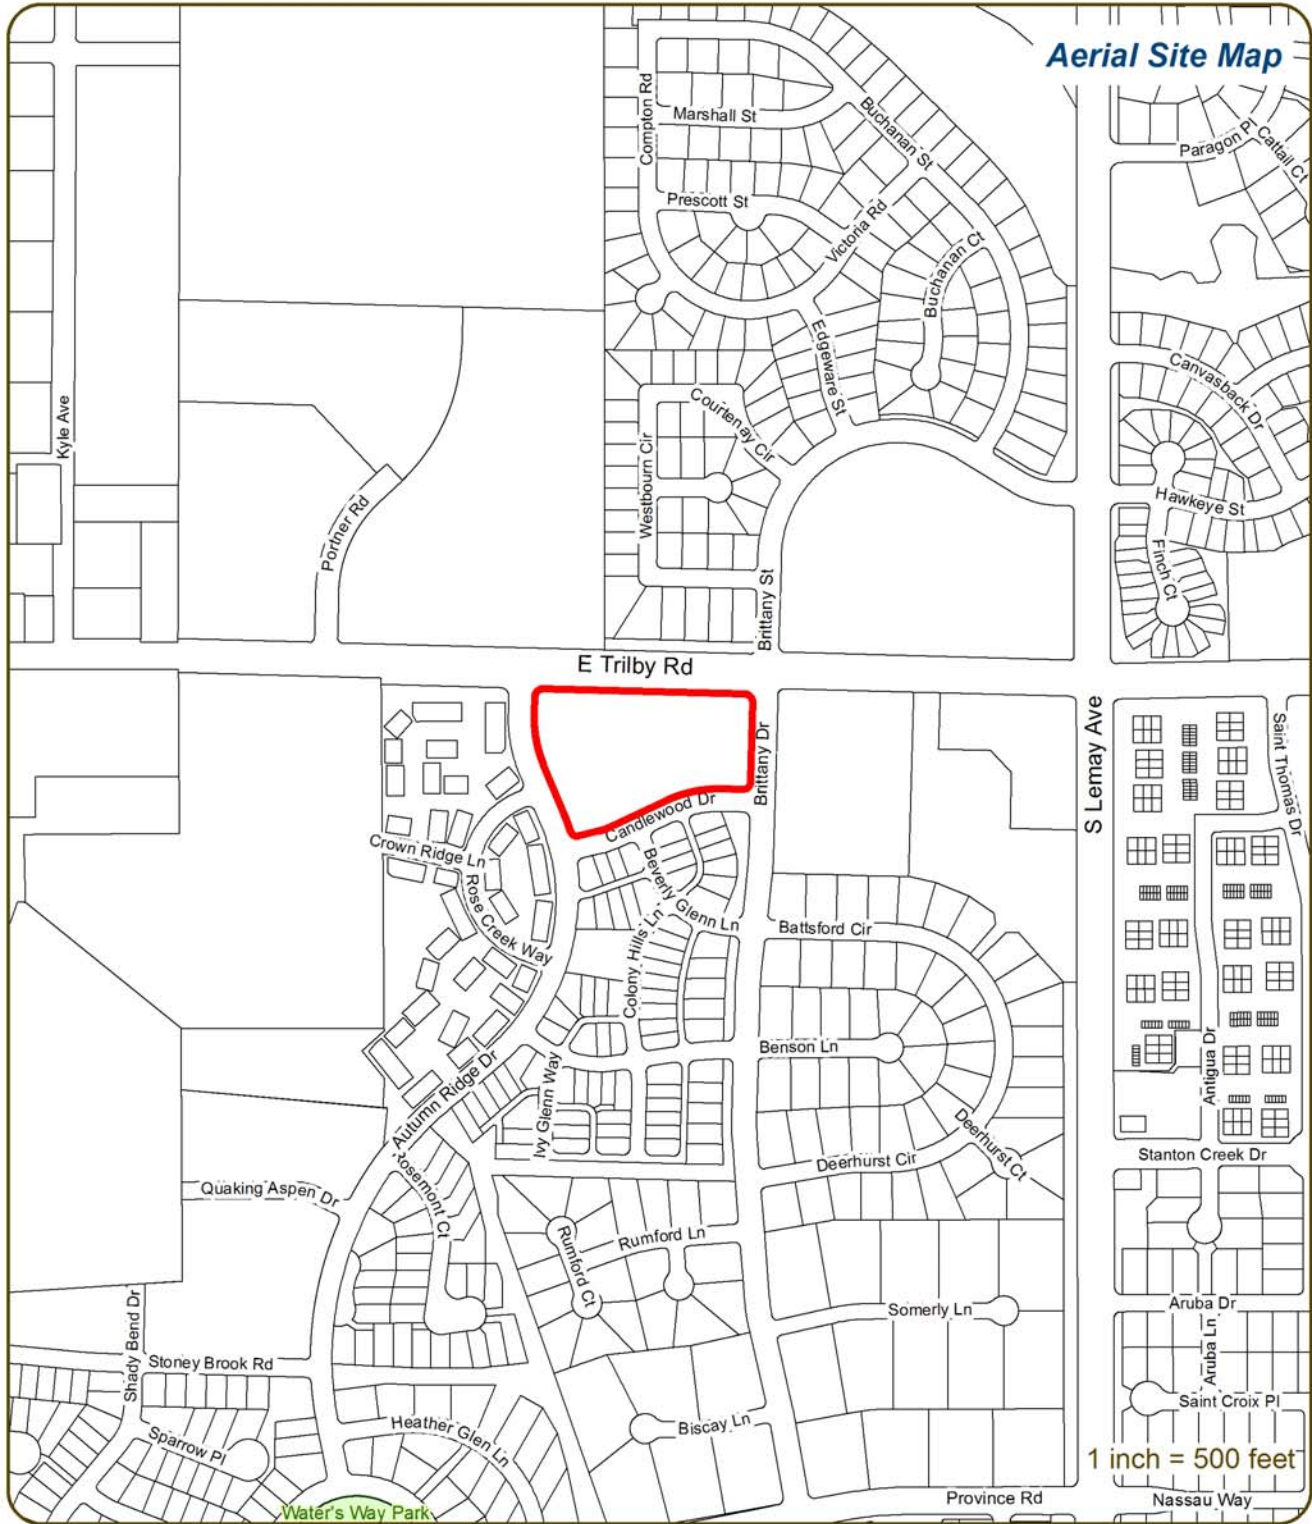 Aerial Site Map
Compton Rd
Marshall St
Buchanan St
Paragon Pl
Cattail Ct
Prescott St
Victoria Rd
Buchanan Ct
Edgeware St
Canvasback Dr
Kyle Ave
Courtenay Cir
Westbourn Cir
Portner Rd
Hawkeye St
Finch Ct
Brittany St
E Trilby Rd
S Lemay Ave
Saint Thomas Dr
Brittany Dr
Candlewood Dr
Crown Ridge Ln
Beverly Glenn Ln
Rose Creek Way
Colony Hills Ln
Battsford Cir
Benson Ln
Autumn Ridge Dr
Ivy Glenn Way
Antigua Dr
Deerhurst Ct
Deerhurst Cir
Stanton Creek Dr
Rosemont Ct
Quaking Aspen Dr
Rumford Ln
Rumford Ct
Somerly Ln
Aruba Dr
Shady Bend Dr
Aruba Ln
Stoney Brook Rd
Saint Croix Pl
Heather Glen Ln
Biscay Ln
Sparrow Pl
1 inch = 500 feet
Province Rd
Nassau Way
Water's Way Park